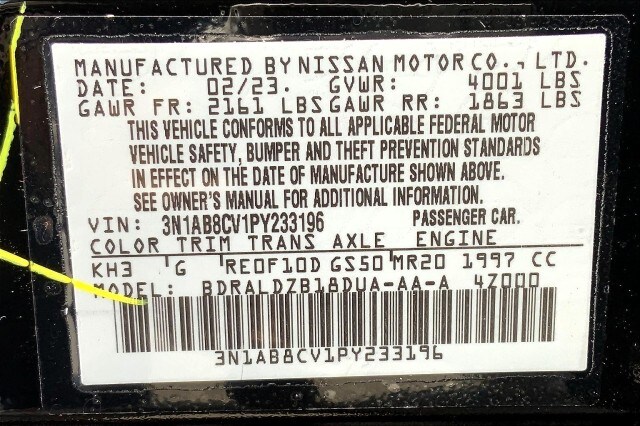 MANUFACTURED BY NISSAN MOTOR CO., LTD.
DATE: 02/23. GVWR: 4001 LBS
GAWR FR: 2161 LBS GAWR RR: 1863 LBS
THIS VEHICLE CONFORMS TO ALL APPLICABLE FEDERAL MOTOR
VEHICLE SAFETY, BUMPER AND THEFT PREVENTION STANDARDS
IN EFFECT ON THE DATE OF MANUFACTURE SHOWN ABOVE.
SEE OWNER'S MANUAL FOR ADDITIONAL INFORMATION.
VIN: 3N1AB8CV1PY233196 PASSENGER CAR.
COLOR TRIM TRANS AXLE ENGINE
KH3 'G 'RE0F10D GS50'MR20 1997 CC
MODEL: BDRALDZB18DUA-AA-A 4Z000
3N1AB8CV1PY233196